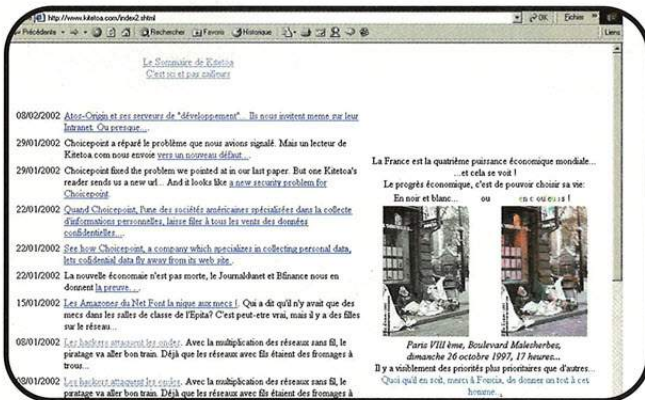 http://www.kitetoa.com/index2.shtml
OK
Fichier
Précédente
Rechercher
Favoris
Historique
Liens
Le Sommaire de Kitetoa
C'est ici et pas ailleurs
08/02/2002 Atos-Origin et ses serveurs de "développement"... Ils nous invitent meme sur leur
Intranet. Ou presque...
29/01/2002 Choicepoint a réparé le problème que nous avions signalé. Mais un lecteur de
Kitetoa.com nous envoie vers un nouveau défaut...
29/01/2002 Choicepoint fixed the problem we pointed at in our last paper. But one Kitetoa's
reader sends us a new url... And it looks like a new security problem for
Choicepoint.
22/01/2002 Quand Choicepoint, l'une des sociétés américaines spécialisées dans la collecte
d'informations personnelles, laisse filer à tous les vents des données
confidentielles...
22/01/2002 See how Choicepoint, a company which specializes in collecting personal data,
lets cofidential data fly away from its web site.
22/01/2002 La nouvelle économaie n'est pas morte, le Journaldunet et Bfinance nous en
donnent la preuve...
15/01/2002 Les Amazones du Net Font la nique aux mecs !. Qui a dit qu'il n'y avait que des
mecs dans les salles de classe de l'Epita? C'est peut-etre vrai, mais il y a des filles
sur le réseau...
08/01/2002 Les hackers attaquent les ondes. Avec la multiplication des réseaux sans fil, le
piratage va aller bon train. Déjà que les réseaux avec fils étaient des fromages à
trous...
08/01/2002 Les hackers attaquent les ondes. Avec la multiplication des réseaux sans fil, le
piratage va aller bon train. Déjà que les réseaux avec fils étaient des fromages à
La France est la quatrième puissance économique mondiale...
...et cela se voit !
Le progrès économique, c'est de pouvoir choisir sa vie:
En noir et blanc... ou en couleurs !
Paris VIII ème, Boulevard Malesherbes,
dimanche 26 octobre 1997, 17 heures...
Il y a visiblement des priorités plus prioritaires que d'autres...
Quoi qu'il en soit, merci à Foncia, de donner un toit à cet
homme...